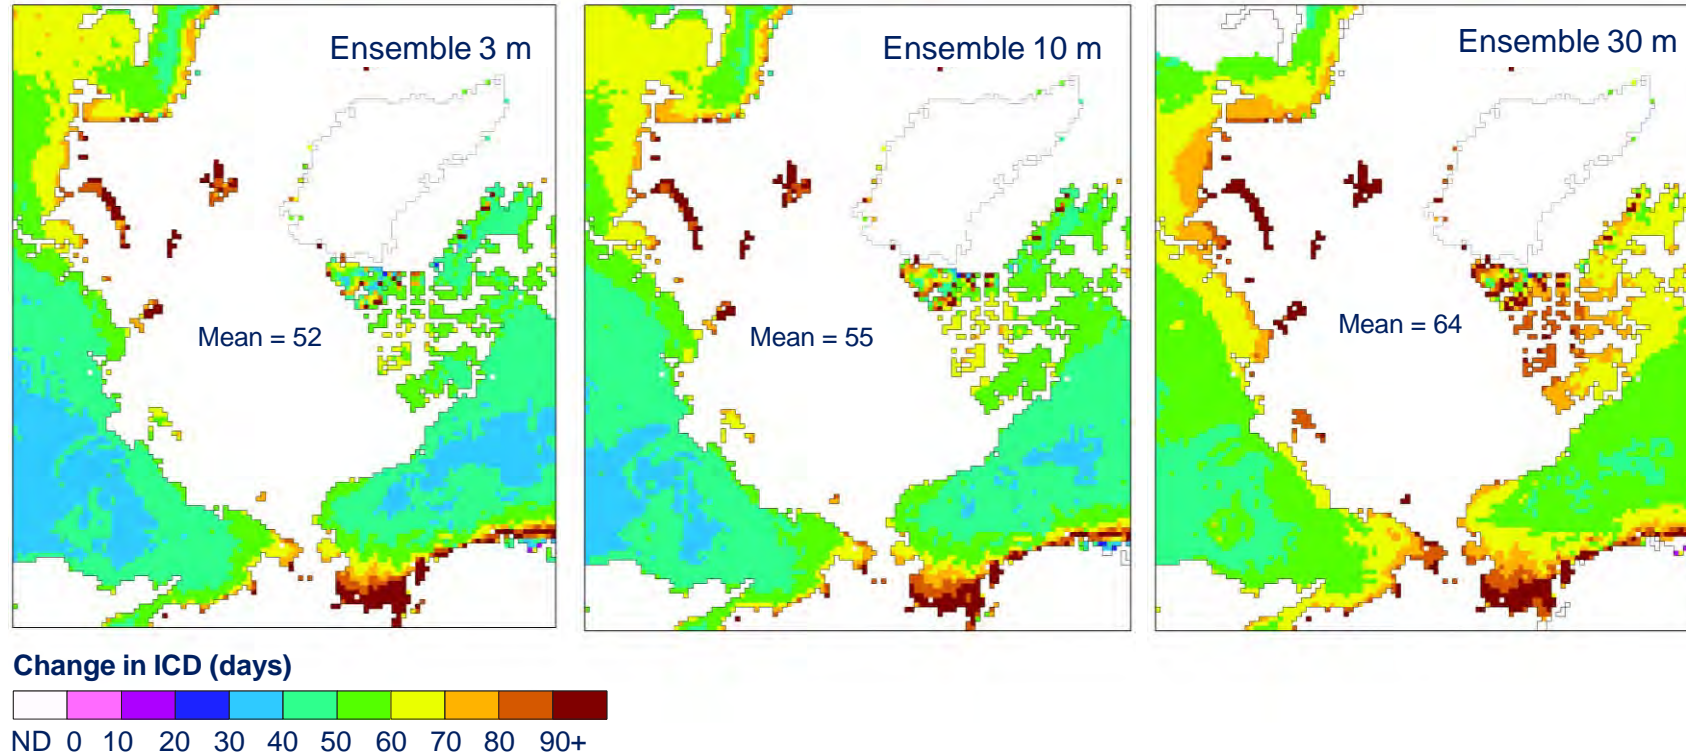 Ensemble 3 m
Ensemble 10 m
Ensemble 30 m
Mean = 52
Mean = 55
Mean = 64
Change in ICD (days)
ND 0 10 20 30 40 50 60 70 80 90+